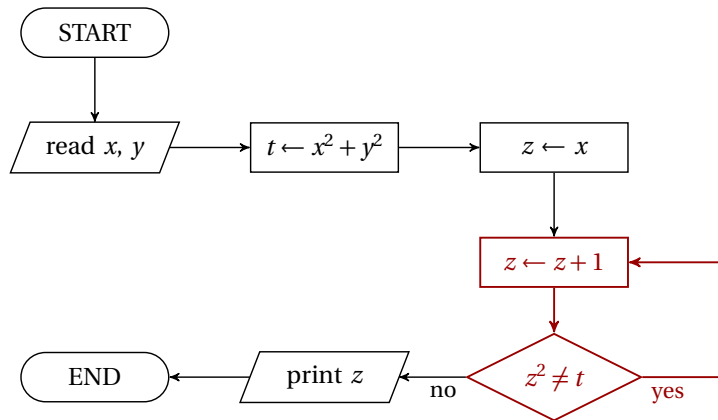 START
read x, y
t ← x² + y²
z ← x
z ← z + 1
z² ≠ t
yes
no
print z
END